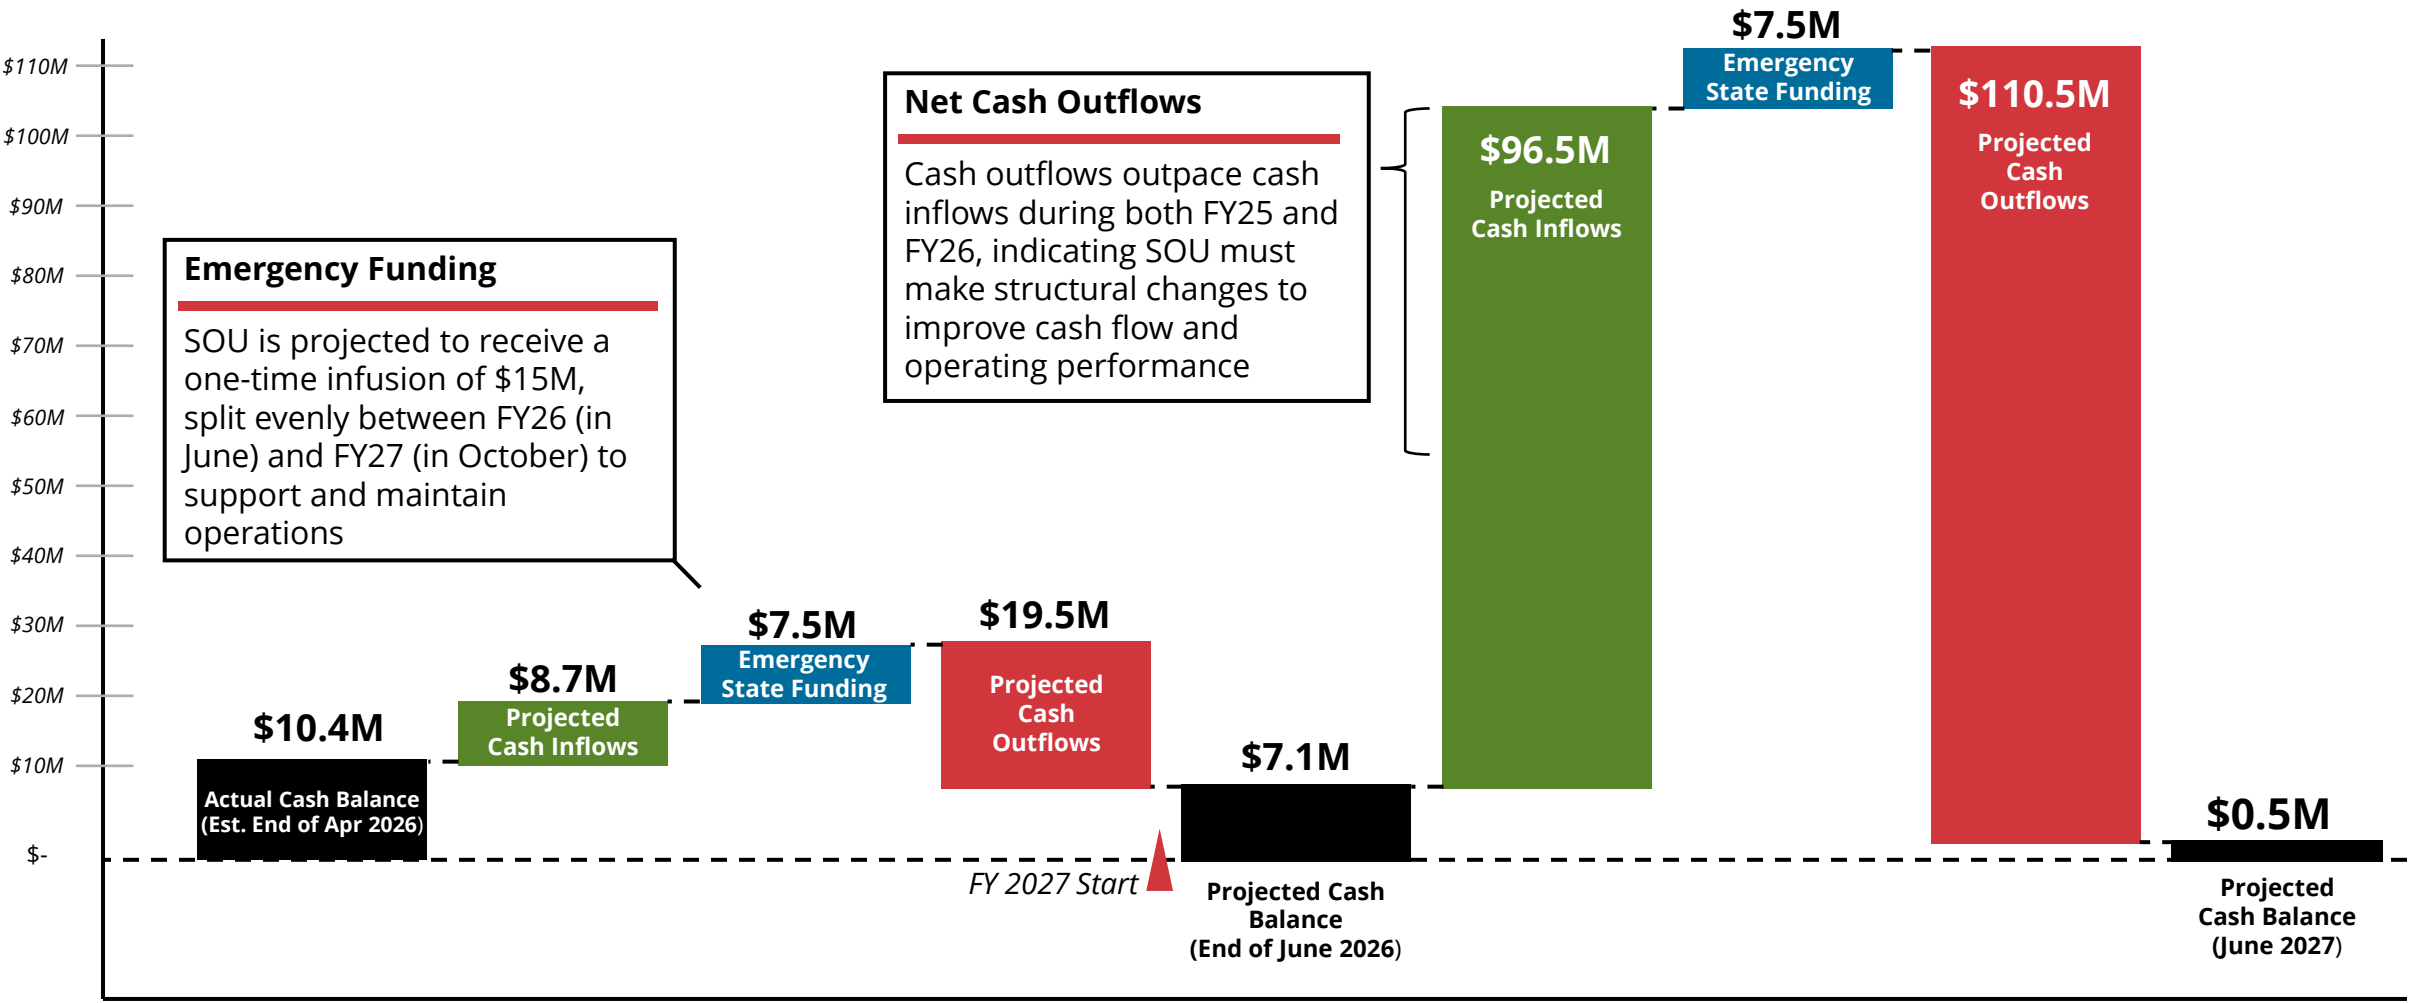 $110M
$100M
$90M
$80M
$70M
$60M
$50M
$40M
$30M
$20M
$10M
$-
Emergency Funding
SOU is projected to receive a
one-time infusion of $15M,
split evenly between FY26 (in
June) and FY27 (in October) to
support and maintain
operations
Net Cash Outflows
Cash outflows outpace cash
inflows during both FY25 and
FY26, indicating SOU must
make structural changes to
improve cash flow and
operating performance
$10.4M
Actual Cash Balance
(Est. End of Apr 2026)
$8.7M
Projected
Cash Inflows
$7.5M
Emergency
State Funding
$19.5M
Projected
Cash
Outflows
FY 2027 Start
$7.1M
Projected Cash
Balance
(End of June 2026)
$96.5M
Projected
Cash Inflows
$7.5M
Emergency
State Funding
$110.5M
Projected
Cash
Outflows
$0.5M
Projected
Cash Balance
(June 2027)